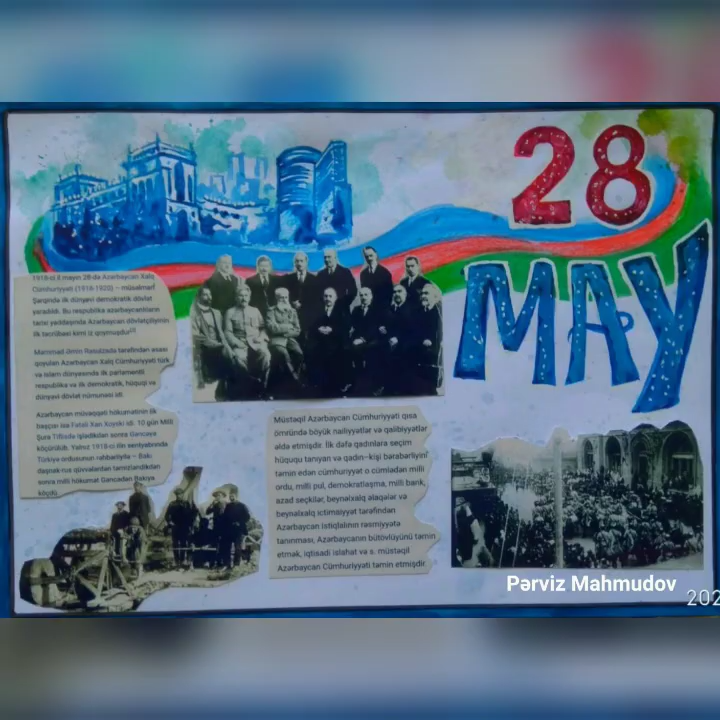 28
MAY
1918-ci il mayın 28-də Azərbaycan Xalq
Cümhuriyyəti (1918-1920) – müsəlman
Şərqində ilk dünyəvi demokratik dövlət
yaradıldı. Bu respublika azərbaycanlıların
tarixi yaddaşında Azərbaycan dövlətçiliyinin
ilk təcrübəsi kimi iz qoymuşdur
Məmməd Əmin Rəsulzadə tərəfindən əsası
qoyulan Azərbaycan Xalq Cümhuriyyəti türk
və islam dünyasında ilk parlamentli
respublika və ilk demokratik, hüquqi və
dünyəvi dövlət nümunəsi idi.
Azərbaycan müvəqqəti hökumətinin ilk
başçısı isə Fətəli Xan Xoyski idi. 10 gün Milli
Şura Tiflisdə işlədikdən sonra Gəncəyə
köçürülüb. Yalnız 1918-ci ilin sentyabrında
Türkiyə ordusunun rəhbərliyilə – Bakı
daşnak-rus qüvvələrdən təmizləndikdən
sonra milli hökumət Gəncədən Bakıya
köçdü.
Müstəqil Azərbaycan Cümhuriyyəti qısa
ömründə böyük nailiyyətlər və qalibiyyətlər
əldə etmişdir. İlk dəfə qadınlara seçim
hüququ tanıyan və qadın–kişi bərabərliyini
təmin edən cümhuriyyət o cümlədən milli
ordu, milli pul, demokratlaşma, milli bank,
azad seçkilər, beynəlxalq əlaqələr və
beynəlxalq ictimaiyyət tərəfindən
Azərbaycan istiqlalının rəsmiyyətə
tanınması, Azərbaycanın bütövlüyünü təmin
etmək, iqtisadi islahat və s. müstəqil
Azərbaycan Cümhuriyyəti təmin etmişdir.
Pərviz Mahmudov
202